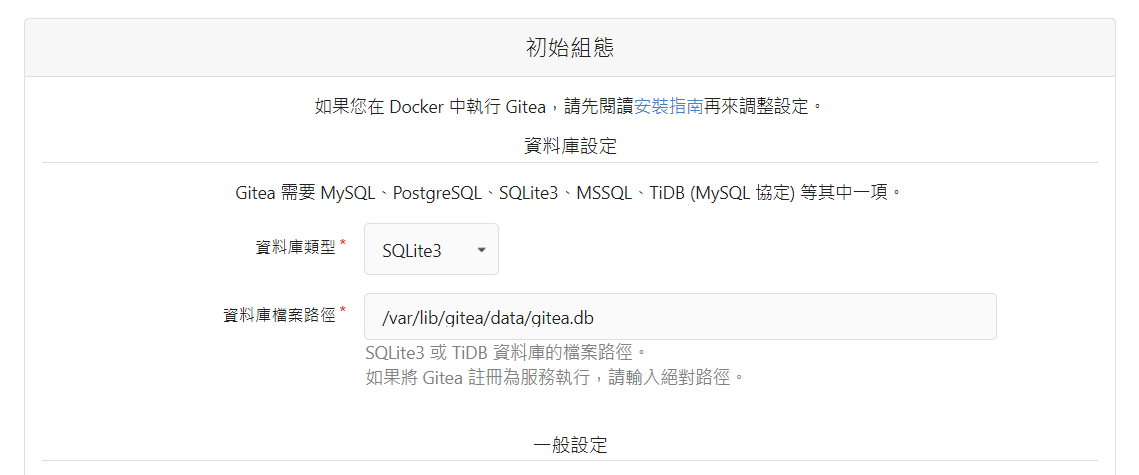 初始組態
如果您在 Docker 中執行 Gitea，請先閱讀安裝指南再來調整設定。
資料庫設定
Gitea 需要 MySQL、PostgreSQL、SQLite3、MSSQL、TiDB (MySQL 協定) 等其中一項。
資料庫類型* SQLite3
資料庫檔案路徑* /var/lib/gitea/data/gitea.db
SQLite3 或 TiDB 資料庫的檔案路徑。
如果將 Gitea 註冊為服務執行，請輸入絕對路徑。
一般設定